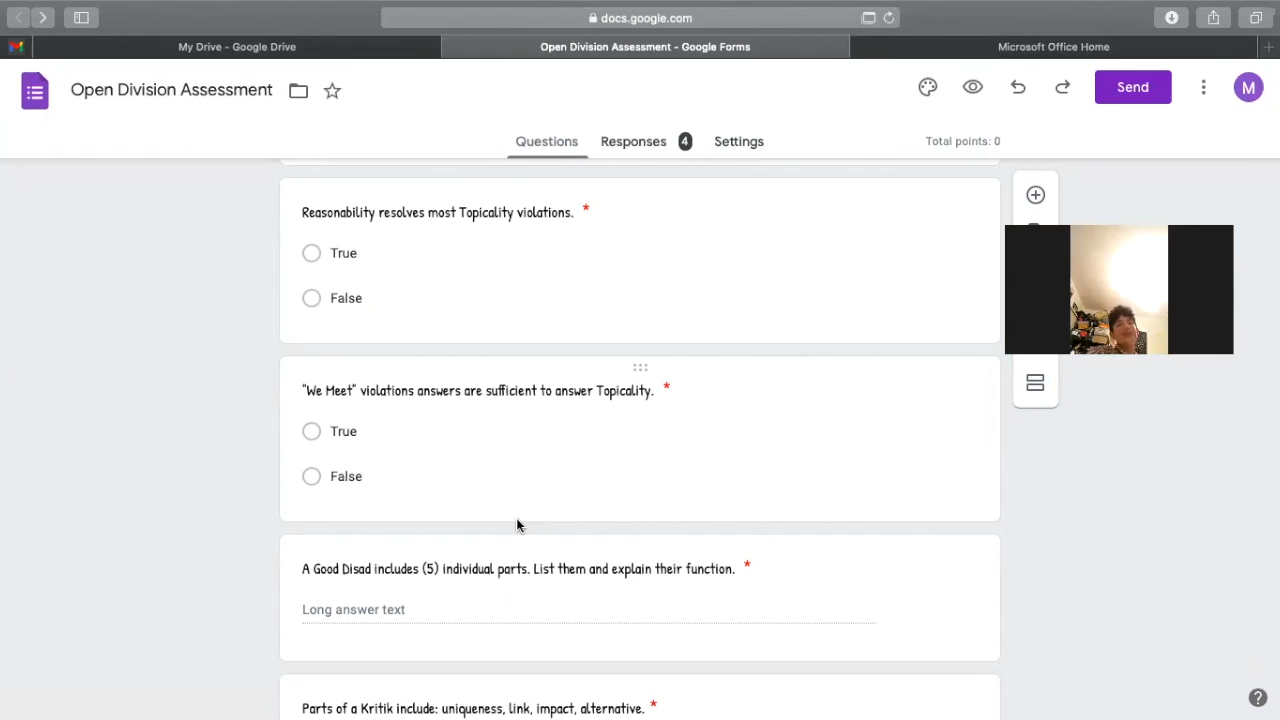 docs.google.com
My Drive - Google Drive
Open Division Assessment - Google Forms
Microsoft Office Home
Open Division Assessment
Send
M
Questions
Responses
4
Settings
Total points: 0
Reasonability resolves most Topicality violations. *
True
False
"We Meet" violations answers are sufficient to answer Topicality. *
True
False
A Good Disad includes (5) individual parts. List them and explain their function. *
Long answer text
Parts of a Kritik include: uniqueness, link, impact, alternative. *